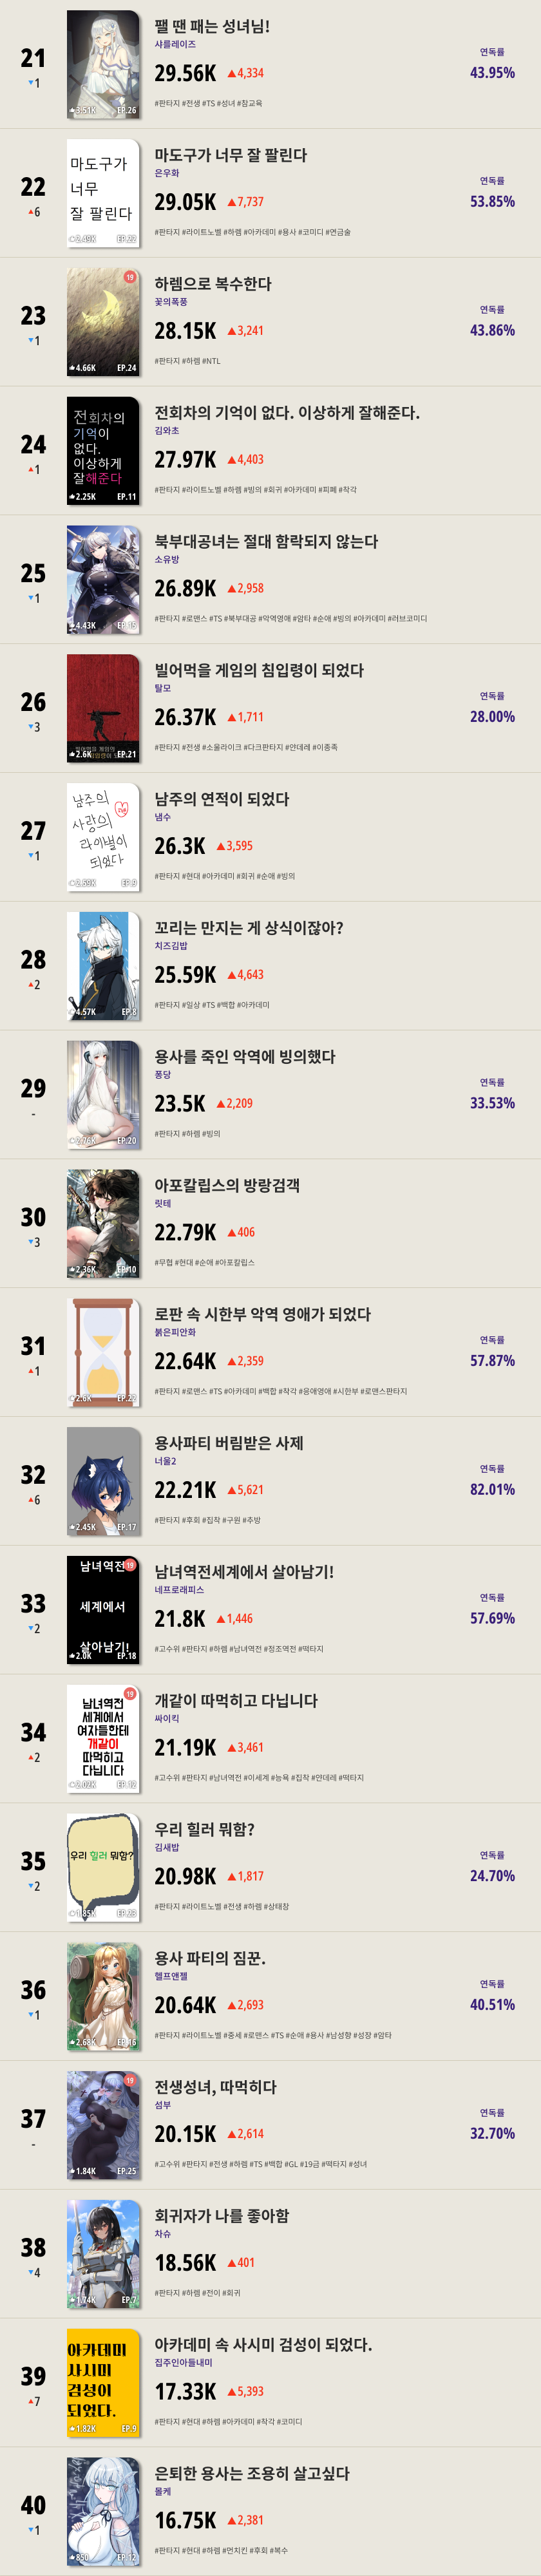 21
▼1
3.51K EP.26
팰 땐 패는 성녀님!
샤를레이즈
29.56K ▲4,334
#판타지 #전생 #TS #성녀 #참교육
연독률
43.95%
22
▲6
마도구가
너무
잘 팔린다
2.49K EP.22
마도구가 너무 잘 팔린다
은우화
29.05K ▲7,737
#판타지 #라이트노벨 #하렘 #아카데미 #용사 #코미디 #연금술
연독률
53.85%
23
▼1
19
4.66K EP.24
하렘으로 복수한다
꽃의폭풍
28.15K ▲3,241
#판타지 #하렘 #NTL
연독률
43.86%
24
▲1
전회차의
기억이
없다.
이상하게
잘해준다
2.25K EP.11
전회차의 기억이 없다. 이상하게 잘해준다.
김와초
27.97K ▲4,403
#판타지 #라이트노벨 #하렘 #빙의 #회귀 #아카데미 #피폐 #착각
25
▼1
4.43K EP.15
북부대공녀는 절대 함락되지 않는다
소유방
26.89K ▲2,958
#판타지 #로맨스 #TS #북부대공 #악역영애 #암타 #순애 #빙의 #아카데미 #러브코미디
26
▼3
2.6K EP.21
빌어먹을 게임의 침입령이 되었다
탈모
26.37K ▲1,711
#판타지 #전생 #소울라이크 #다크판타지 #얀데레 #이종족
연독률
28.00%
27
▼1
남주의
사랑의
라이벌이
되었다
2.59K EP.9
남주의 연적이 되었다
냄수
26.3K ▲3,595
#판타지 #현대 #아카데미 #회귀 #순애 #빙의
28
▲2
4.57K EP.8
꼬리는 만지는 게 상식이잖아?
치즈김밥
25.59K ▲4,643
#판타지 #일상 #TS #백합 #아카데미
29
-
2.76K EP.20
용사를 죽인 악역에 빙의했다
퐁당
23.5K ▲2,209
#판타지 #하렘 #빙의
연독률
33.53%
30
▼3
2.36K EP.10
아포칼립스의 방랑검객
릿테
22.79K ▲406
#무협 #현대 #순애 #아포칼립스
31
▲1
2.6K EP.22
로판 속 시한부 악역 영애가 되었다
붉은피안화
22.64K ▲2,359
#판타지 #로맨스 #TS #아카데미 #백합 #착각 #응애영애 #시한부 #로맨스판타지
연독률
57.87%
32
▲6
2.45K EP.17
용사파티 버림받은 사제
너울2
22.21K ▲5,621
#판타지 #후회 #집착 #구원 #추방
연독률
82.01%
33
▼2
남녀역전
19
세계에서
살아남기!
2.0K EP.18
남녀역전세계에서 살아남기!
네프로래피스
21.8K ▲1,446
#고수위 #판타지 #하렘 #남녀역전 #정조역전 #떡타지
연독률
57.69%
34
▲2
19
남녀역전
세계에서
여자들한테
개같이
따먹히고
다닙니다
2.02K EP.12
개같이 따먹히고 다닙니다
싸이킥
21.19K ▲3,461
#고수위 #판타지 #남녀역전 #이세계 #능욕 #집착 #얀데레 #떡타지
35
▼2
우리 힐러 뭐함?
1.85K EP.23
우리 힐러 뭐함?
김새밥
20.98K ▲1,817
#판타지 #라이트노벨 #전생 #하렘 #상태창
연독률
24.70%
36
▼1
2.68K EP.16
용사 파티의 짐꾼.
헬프앤젤
20.64K ▲2,693
#판타지 #라이트노벨 #중세 #로맨스 #TS #순애 #용사 #남성향 #성장 #암타
연독률
40.51%
37
-
19
1.84K EP.25
전생성녀, 따먹히다
섬부
20.15K ▲2,614
#고수위 #판타지 #전생 #하렘 #TS #백합 #GL #19금 #떡타지 #성녀
연독률
32.70%
38
▼4
1.74K EP.7
회귀자가 나를 좋아함
차슈
18.56K ▲401
#판타지 #하렘 #전이 #회귀
39
▲7
아카데미
사시미
검성이
되었다.
1.82K EP.9
아카데미 속 사시미 검성이 되었다.
집주인아들내미
17.33K ▲5,393
#판타지 #현대 #하렘 #아카데미 #착각 #코미디
40
▼1
850 EP.12
은퇴한 용사는 조용히 살고싶다
몰케
16.75K ▲2,381
#판타지 #현대 #하렘 #먼치킨 #후회 #복수